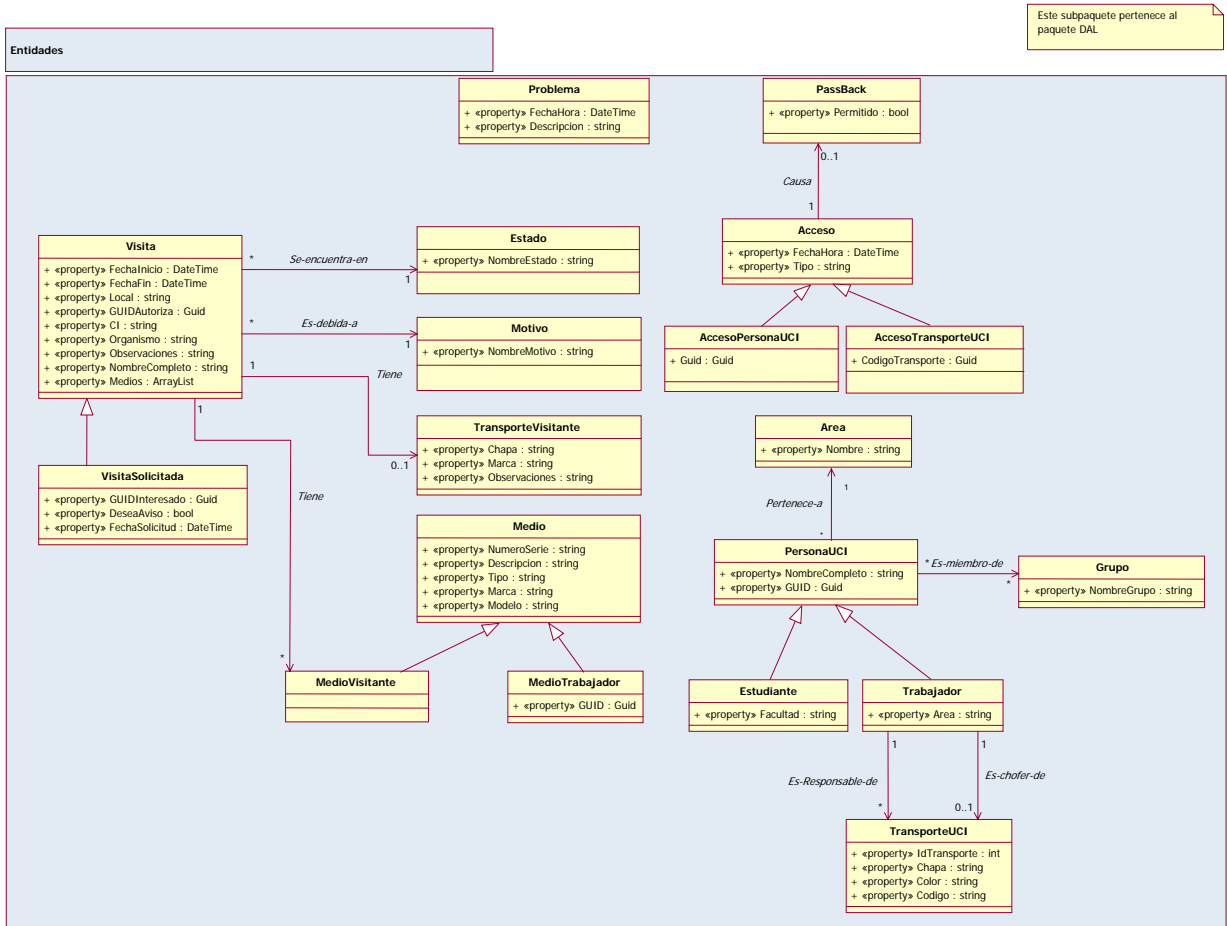 Este subpaquete pertenece al
paquete DAL
Entidades
Problema
+ «property» FechaHora : DateTime
+ «property» Descripcion : string
PassBack
+ «property» Permitido : bool
0..1
Causa
1
Acceso
+ «property» FechaHora : DateTime
+ «property» Tipo : string
AccesoPersonaUCI
+ Guid : Guid
AccesoTransporteUCI
+ CodigoTransporte : Guid
Visita
+ «property» FechaInicio : DateTime
+ «property» FechaFin : DateTime
+ «property» Local : string
+ «property» GUIDAutoriza : Guid
+ «property» CI : string
+ «property» Organismo : string
+ «property» Observaciones : string
+ «property» NombreCompleto : string
+ «property» Medios : ArrayList
* Se-encuentra-en 1
Estado
+ «property» NombreEstado : string
* Es-debida-a 1
Motivo
+ «property» NombreMotivo : string
1 Tiene 0..1
TransporteVisitante
+ «property» Chapa : string
+ «property» Marca : string
+ «property» Observaciones : string
VisitaSolicitada
+ «property» GUIDInteresado : Guid
+ «property» DeseaAviso : bool
+ «property» FechaSolicitud : DateTime
1
Tiene
*
Medio
+ «property» NumeroSerie : string
+ «property» Descripcion : string
+ «property» Tipo : string
+ «property» Marca : string
+ «property» Modelo : string
MedioVisitante
MedioTrabajador
+ «property» GUID : Guid
Area
+ «property» Nombre : string
1
Pertenece-a
*
PersonaUCI
+ «property» NombreCompleto : string
+ «property» GUID : Guid
* Es-miembro-de *
Grupo
+ «property» NombreGrupo : string
Estudiante
+ «property» Facultad : string
Trabajador
+ «property» Area : string
1
Es-Responsable-de
*
1
Es-chofer-de
0..1
TransporteUCI
+ «property» IdTransporte : int
+ «property» Chapa : string
+ «property» Color : string
+ «property» Codigo : string